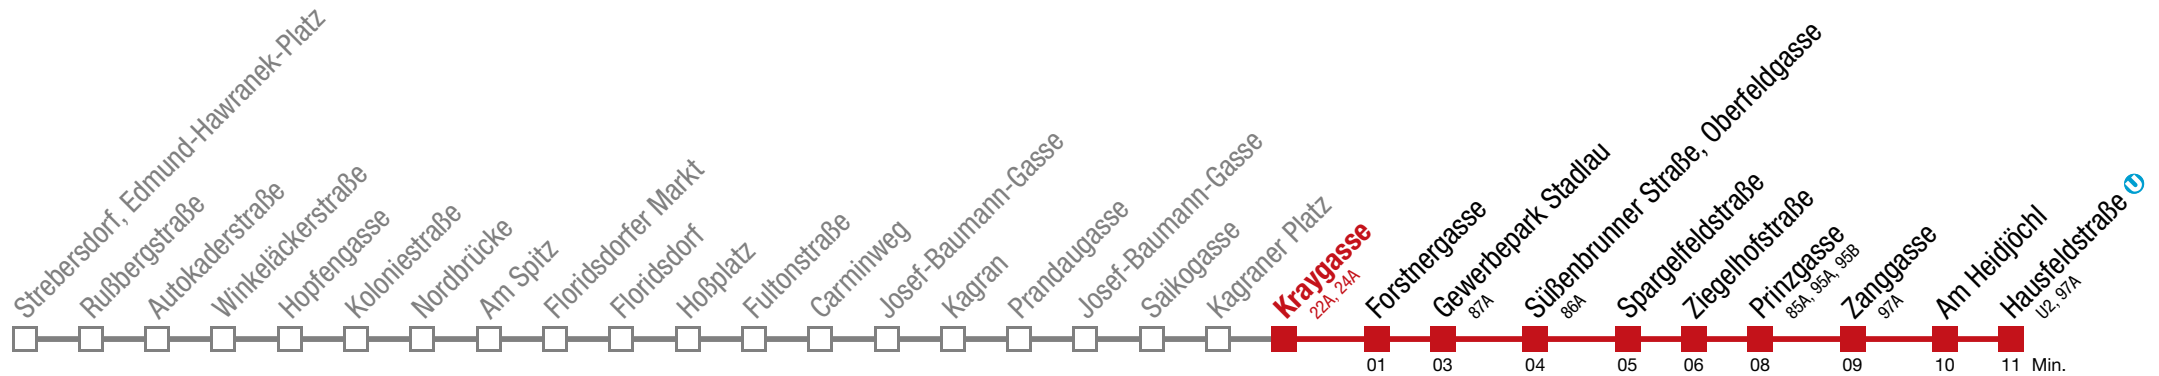 Strebersdorf, Edmund-Hawranek-Platz
Rußbergstraße
Autokaderstraße
Winkeläckerstraße
Hopfengasse
Koloniestraße
Nordbrücke
Am Spitz
Floridsdorfer Markt
Floridsdorf
Hoßplatz
Fultonstraße
Carminweg
Josef-Baumann-Gasse
Kagran
Prandaugasse
Josef-Baumann-Gasse
Saikogasse
Kagraner Platz
Kraygasse
22A, 24A
Forstnergasse
Gewerbepark Stadlau
87A
Süßenbrunner Straße, Oberfeldgasse
86A
Spargelfeldstraße
Ziegelhofstraße
Prinzgasse
85A, 95A, 95B
Zanggasse
97A
Am Heidjöchl
Hausfeldstraße U
U2, 97A
01 03 04 05 06 08 09 10 11 Min.